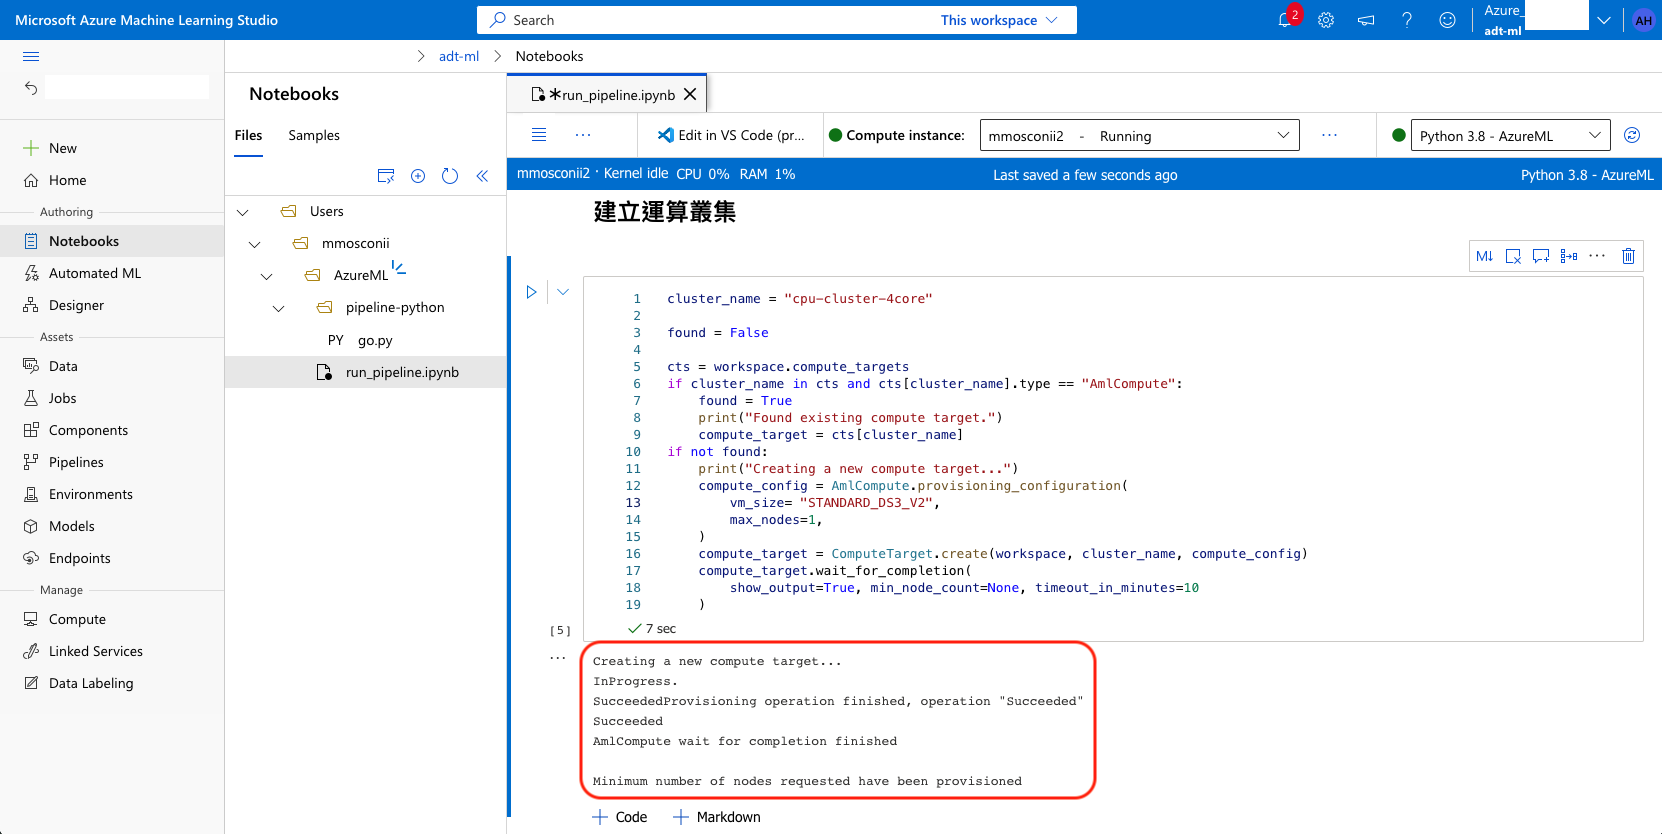 Microsoft Azure Machine Learning Studio
Search
This workspace
2
Azure_
adt-ml
AH
adt-ml
Notebooks
New
Home
Authoring
Notebooks
Automated ML
Designer
Assets
Data
Jobs
Components
Pipelines
Environments
Models
Endpoints
Manage
Compute
Linked Services
Data Labeling
Notebooks
Files
Samples
Users
mmosconii
AzureML
pipeline-python
PY go.py
run_pipeline.ipynb
*run_pipeline.ipynb
Edit in VS Code (pr...
Compute instance:
mmosconii2 - Running
Python 3.8 - AzureML
mmosconii2 · Kernel idle CPU 0% RAM 1%
Last saved a few seconds ago
Python 3.8 - AzureML
建立運算叢集
M↓
1 cluster_name = "cpu-cluster-4core"
2
3 found = False
4
5 cts = workspace.compute_targets
6 if cluster_name in cts and cts[cluster_name].type == "AmlCompute":
7 found = True
8 print("Found existing compute target.")
9 compute_target = cts[cluster_name]
10 if not found:
11 print("Creating a new compute target...")
12 compute_config = AmlCompute.provisioning_configuration(
13 vm_size= "STANDARD_DS3_V2",
14 max_nodes=1,
15 )
16 compute_target = ComputeTarget.create(workspace, cluster_name, compute_config)
17 compute_target.wait_for_completion(
18 show_output=True, min_node_count=None, timeout_in_minutes=10
19 )
[5]
7 sec
Creating a new compute target...
InProgress.
SucceededProvisioning operation finished, operation "Succeeded"
Succeeded
AmlCompute wait for completion finished
Minimum number of nodes requested have been provisioned
Code
Markdown